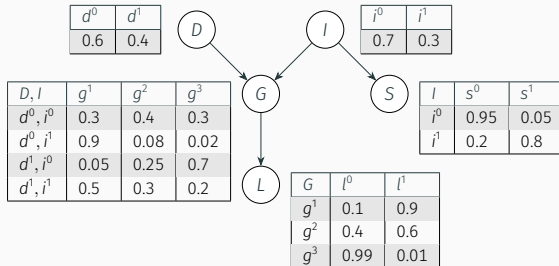 d⁰ d¹
0.6 0.4
D
I
i⁰ i¹
0.7 0.3
D, I g¹ g² g³
d⁰, i⁰ 0.3 0.4 0.3
d⁰, i¹ 0.9 0.08 0.02
d¹, i⁰ 0.05 0.25 0.7
d¹, i¹ 0.5 0.3 0.2
G
S
I s⁰ s¹
i⁰ 0.95 0.05
i¹ 0.2 0.8
L
G l⁰ l¹
g¹ 0.1 0.9
g² 0.4 0.6
g³ 0.99 0.01